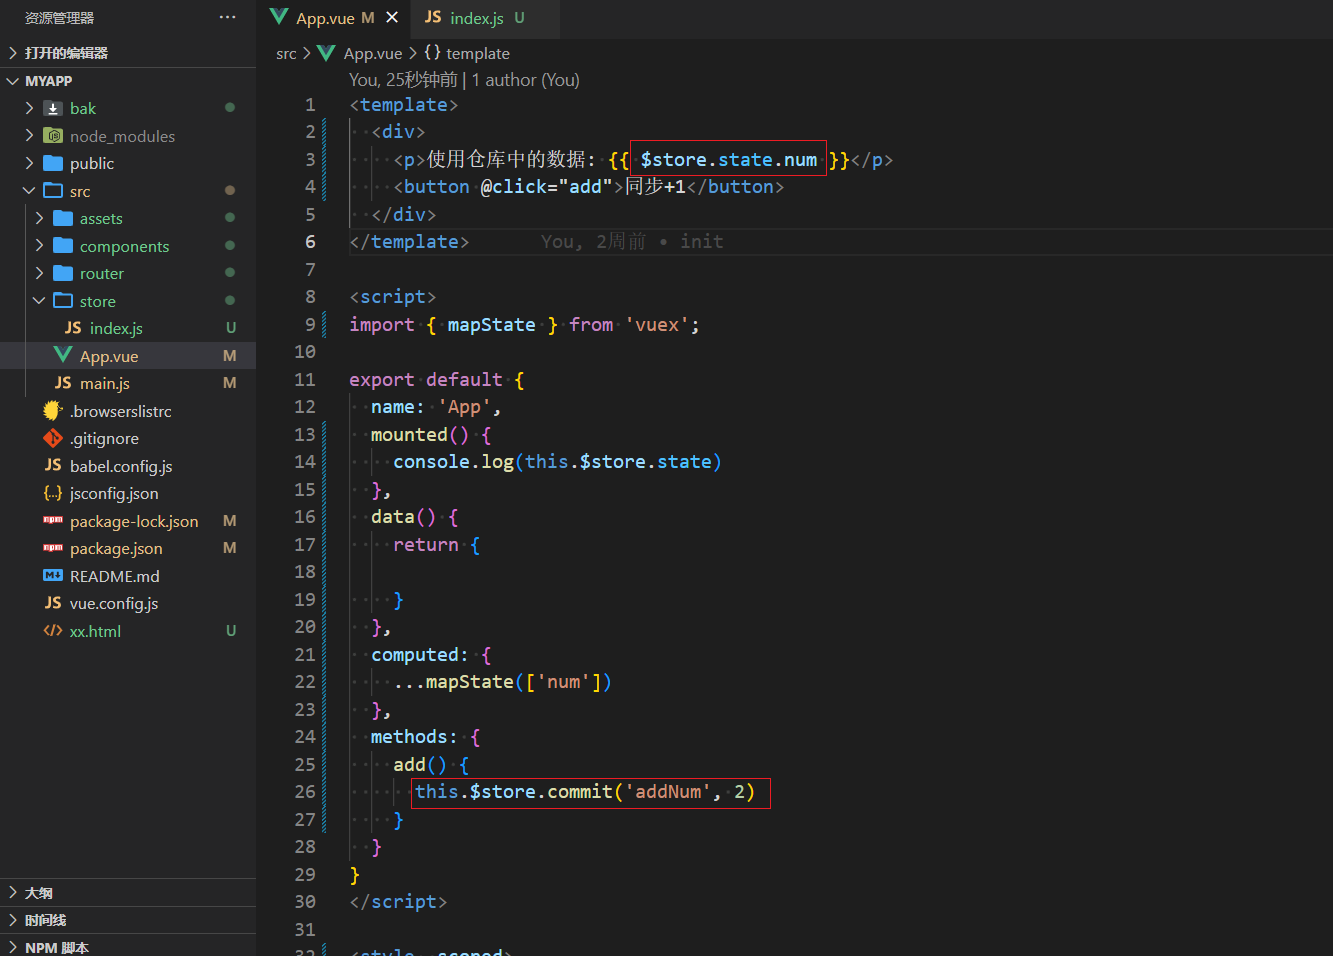 资源管理器 ···
打开的编辑器
MYAPP
bak
node_modules
public
src
assets
components
router
store
JS index.js U
App.vue M
JS main.js M
.browserslistrc
.gitignore
JS babel.config.js
{..} jsconfig.json
npm package-lock.json M
npm package.json M
M↓ README.md
JS vue.config.js
</> xx.html U
大纲
时间线
NPM 脚本
App.vue M ×
JS index.js U
src > App.vue > {} template
You, 25秒钟前 | 1 author (You)
1 <template>
2 <div>
3 <p>使用仓库中的数据: {{ $store.state.num }}</p>
4 <button @click="add">同步+1</button>
5 </div>
6 </template> You, 2周前 • init
7
8 <script>
9 import { mapState } from 'vuex';
10
11 export default {
12 name: 'App',
13 mounted() {
14 console.log(this.$store.state)
15 },
16 data() {
17 return {
18
19 }
20 },
21 computed: {
22 ...mapState(['num'])
23 },
24 methods: {
25 add() {
26 this.$store.commit('addNum', 2)
27 }
28 }
29 }
30 </script>
31
32 <style scoped>